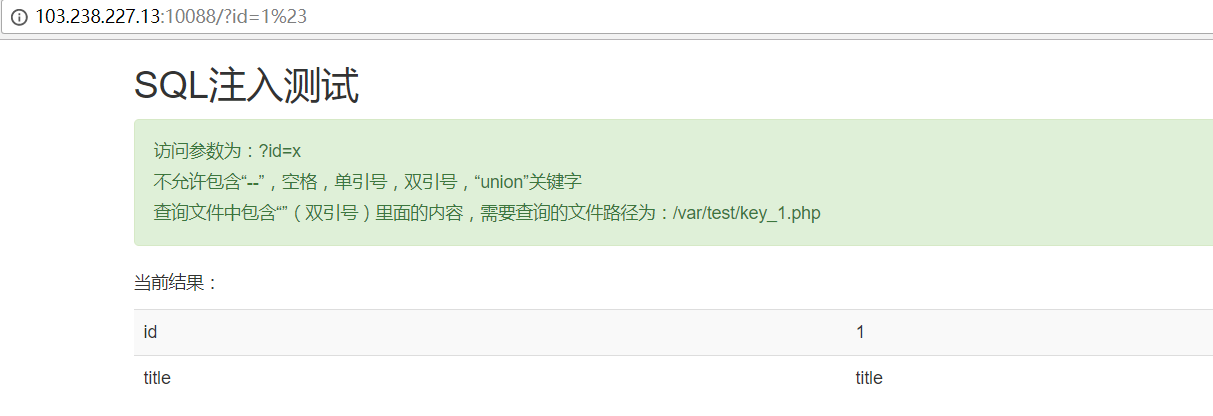 103.238.227.13:10088/?id=1%23
SQL注入测试
访问参数为：?id=x
不允许包含“--”，空格，单引号，双引号，“union”关键字
查询文件中包含“”（双引号）里面的内容，需要查询的文件路径为：/var/test/key_1.php
当前结果：
id 1
title title